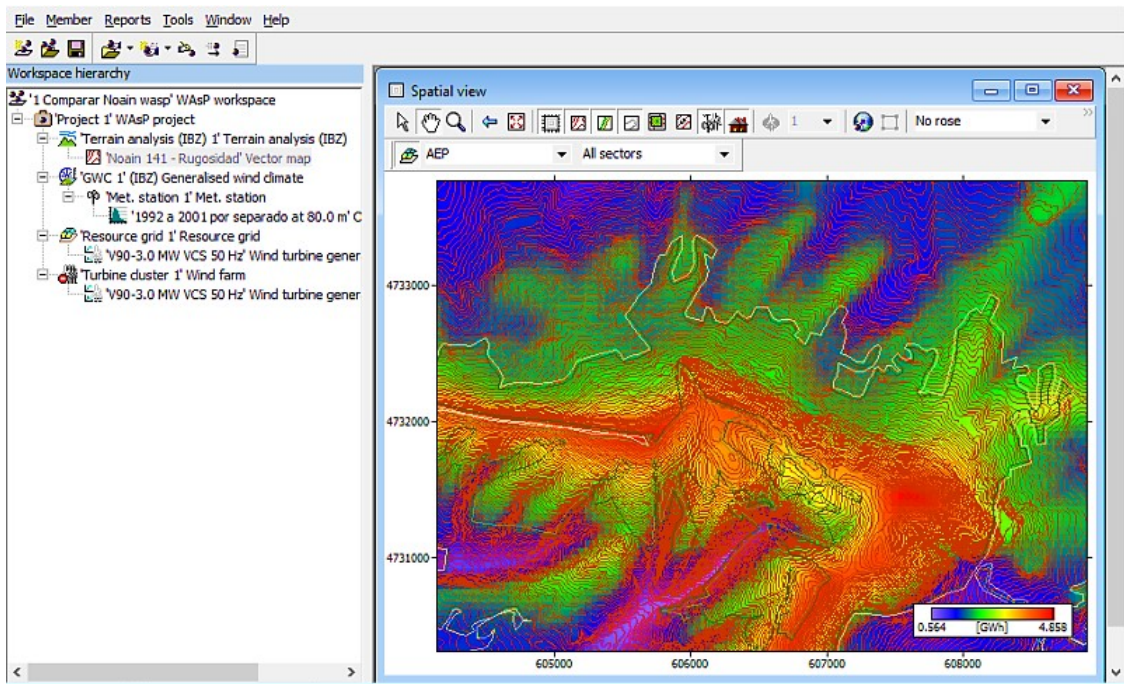 File Member Reports Tools Window Help
Workspace hierarchy
'1 Comparar Noain wasp' WAsP workspace
'Project 1' WAsP project
'Terrain analysis (IBZ) 1' Terrain analysis (IBZ)
'Noain 141 - Rugosidad' Vector map
'GWC 1' (IBZ) Generalised wind climate
'Met. station 1' Met. station
'1992 a 2001 por separado at 80.0 m' C
'Resource grid 1' Resource grid
'V90-3.0 MW VCS 50 Hz' Wind turbine gener
'Turbine cluster 1' Wind farm
'V90-3.0 MW VCS 50 Hz' Wind turbine gener
Spatial view
1 No rose
AEP All sectors
4733000
4732000
4731000
0.564 [GWh] 4.858
605000 606000 607000 608000